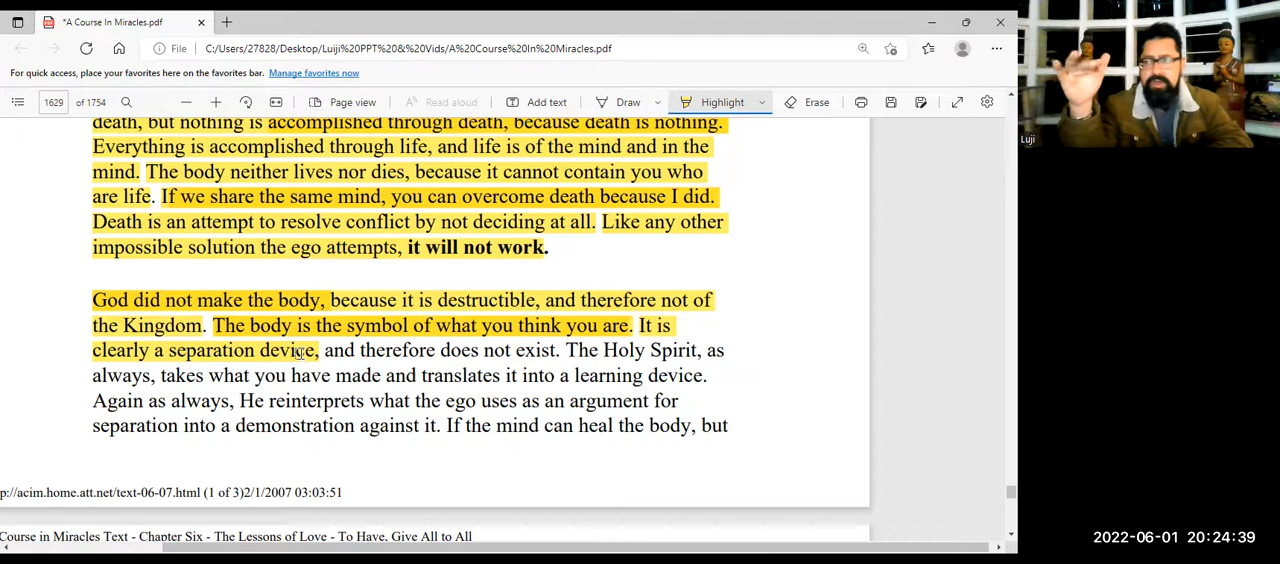 *A Course In Miracles.pdf
File C:/Users/27828/Desktop/Luiji%20PPT%20&%20Vids/A%20Course%20In%20Miracles.pdf
For quick access, place your favorites here on the favorites bar. Manage favorites now
1629 of 1754 Page view Read aloud Add text Draw Highlight Erase
death, but nothing is accomplished through death, because death is nothing.
Everything is accomplished through life, and life is of the mind and in the
mind. The body neither lives nor dies, because it cannot contain you who
are life. If we share the same mind, you can overcome death because I did.
Death is an attempt to resolve conflict by not deciding at all. Like any other
impossible solution the ego attempts, it will not work.
God did not make the body, because it is destructible, and therefore not of
the Kingdom. The body is the symbol of what you think you are. It is
clearly a separation device, and therefore does not exist. The Holy Spirit, as
always, takes what you have made and translates it into a learning device.
Again as always, He reinterprets what the ego uses as an argument for
separation into a demonstration against it. If the mind can heal the body, but
p://acim.home.att.net/text-06-07.html (1 of 3)2/1/2007 03:03:51
Course in Miracles Text - Chapter Six - The Lessons of Love - To Have, Give All to All
Luji
2022-06-01 20:24:39